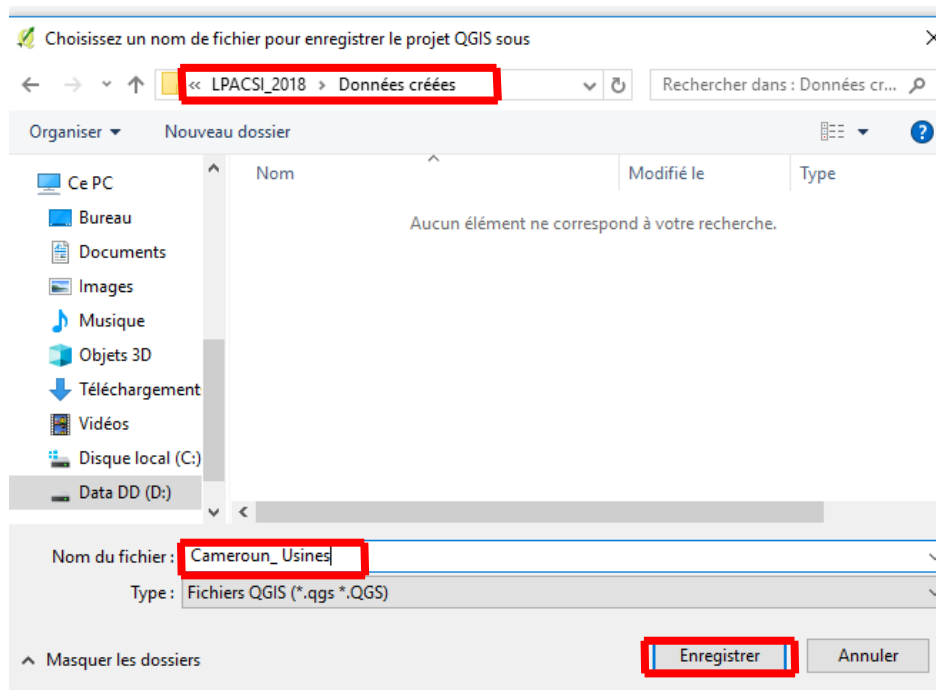 Choisissez un nom de fichier pour enregistrer le projet QGIS sous
« LPACSI_2018 > Données créées
Rechercher dans : Données cr...
Organiser
Nouveau dossier
Nom
Modifié le
Type
Aucun élément ne correspond à votre recherche.
Ce PC
Bureau
Documents
Images
Musique
Objets 3D
Téléchargement
Vidéos
Disque local (C:)
Data DD (D:)
Nom du fichier : Cameroun_ Usines
Type : Fichiers QGIS (*.qgs *.QGS)
Masquer les dossiers
Enregistrer
Annuler